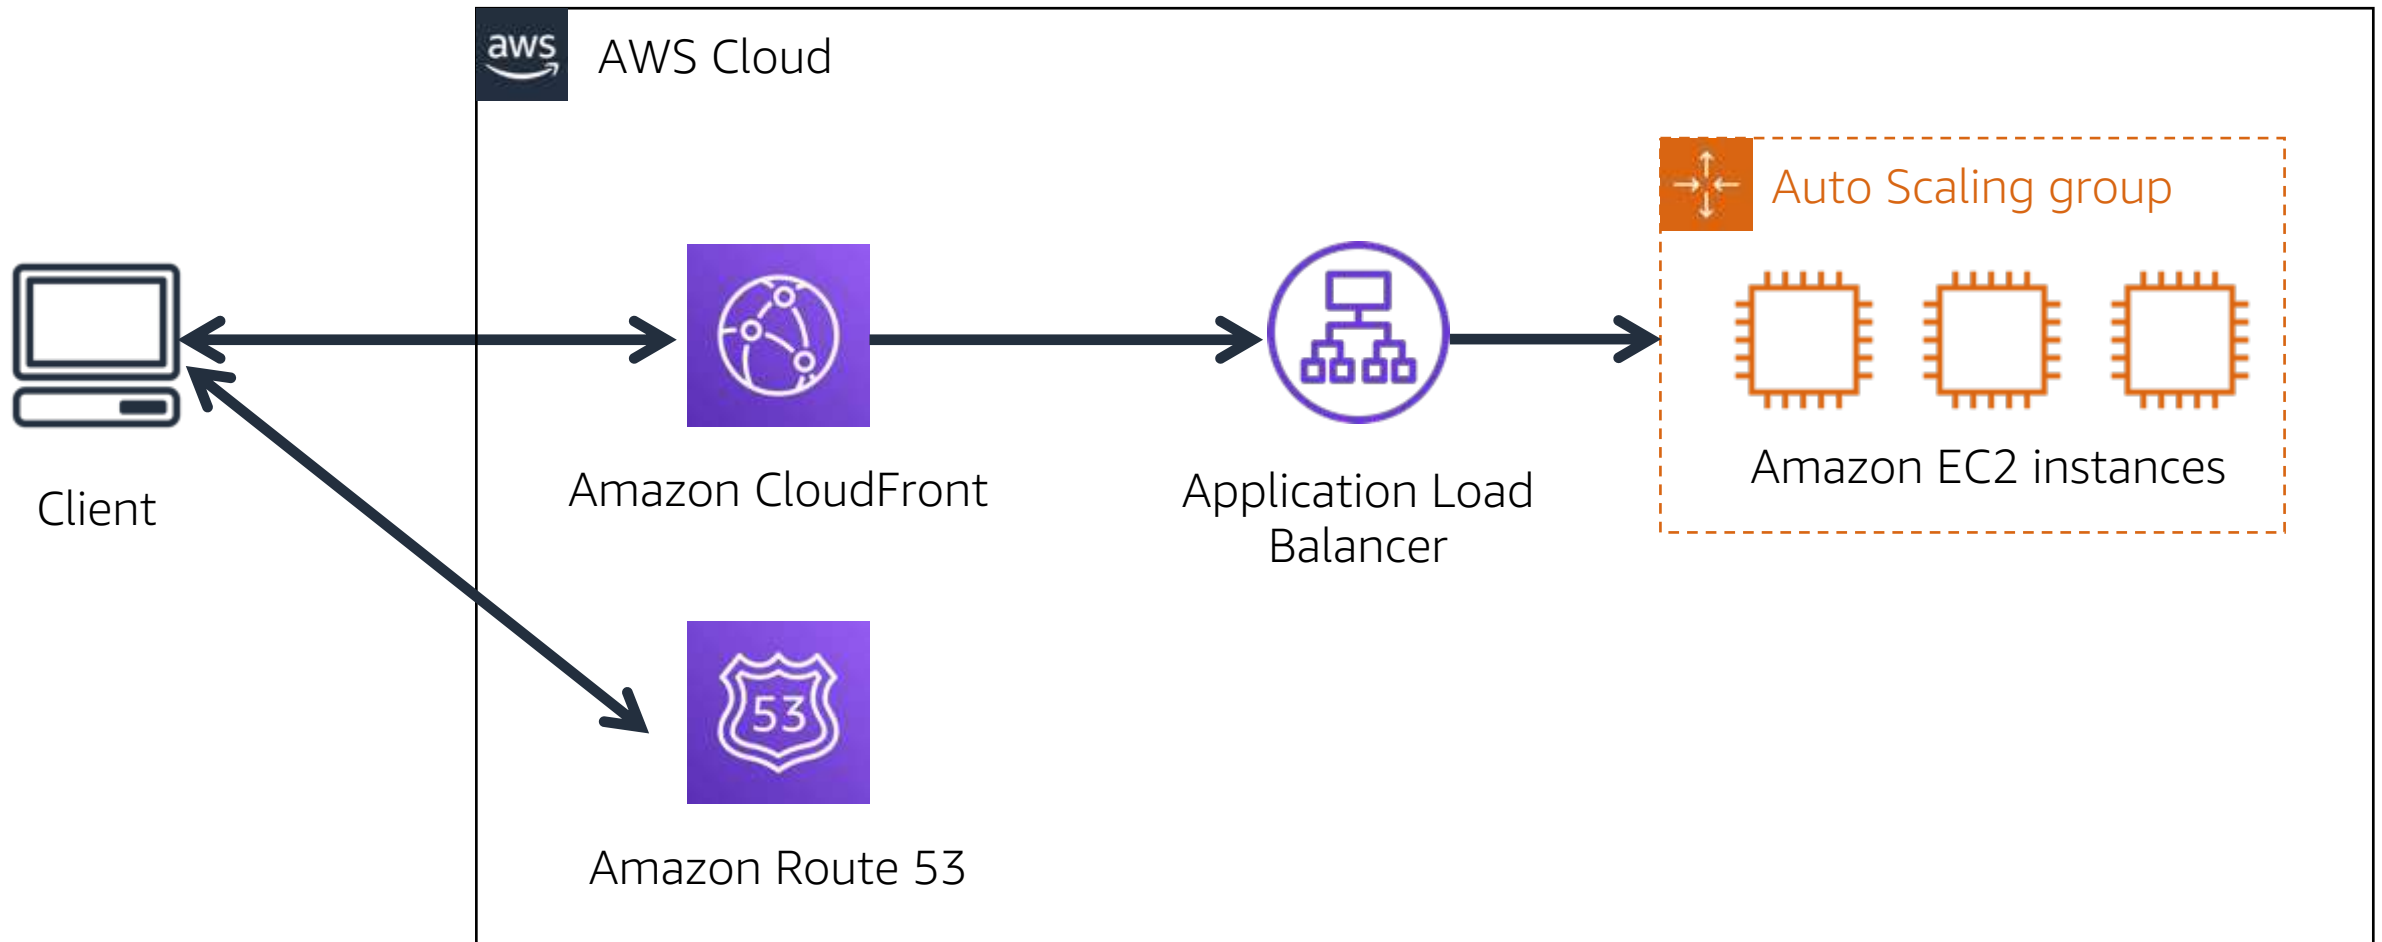 aws
AWS Cloud
Auto Scaling group
Client
Amazon CloudFront
Application Load
Balancer
Amazon EC2 instances
53
Amazon Route 53